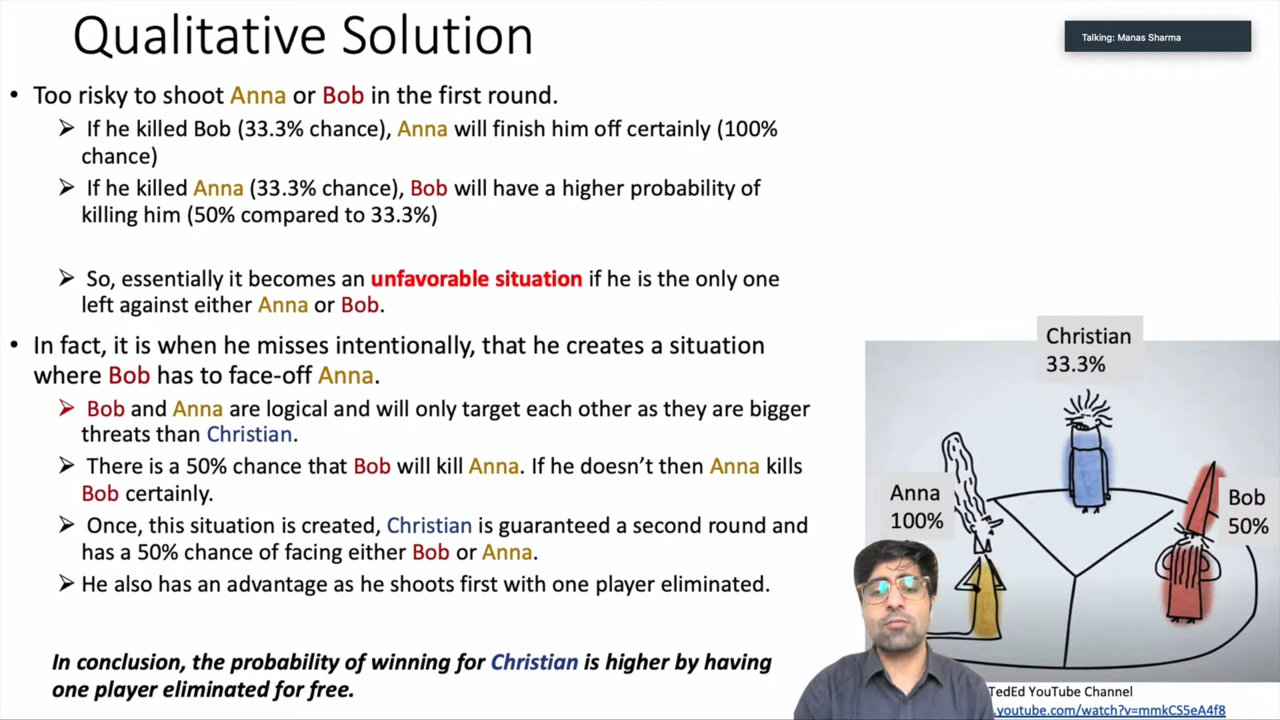 Qualitative Solution
Talking: Manas Sharma
• Too risky to shoot Anna or Bob in the first round.
➢ If he killed Bob (33.3% chance), Anna will finish him off certainly (100%
chance)
➢ If he killed Anna (33.3% chance), Bob will have a higher probability of
killing him (50% compared to 33.3%)
➢ So, essentially it becomes an unfavorable situation if he is the only one
left against either Anna or Bob.
• In fact, it is when he misses intentionally, that he creates a situation
where Bob has to face-off Anna.
➢ Bob and Anna are logical and will only target each other as they are bigger
threats than Christian.
➢ There is a 50% chance that Bob will kill Anna. If he doesn’t then Anna kills
Bob certainly.
➢ Once, this situation is created, Christian is guaranteed a second round and
has a 50% chance of facing either Bob or Anna.
➢ He also has an advantage as he shoots first with one player eliminated.
In conclusion, the probability of winning for Christian is higher by having
one player eliminated for free.
Christian
33.3%
Anna
100%
Bob
50%
TedEd YouTube Channel
.youtube.com/watch?v=mmkCS5eA4f8